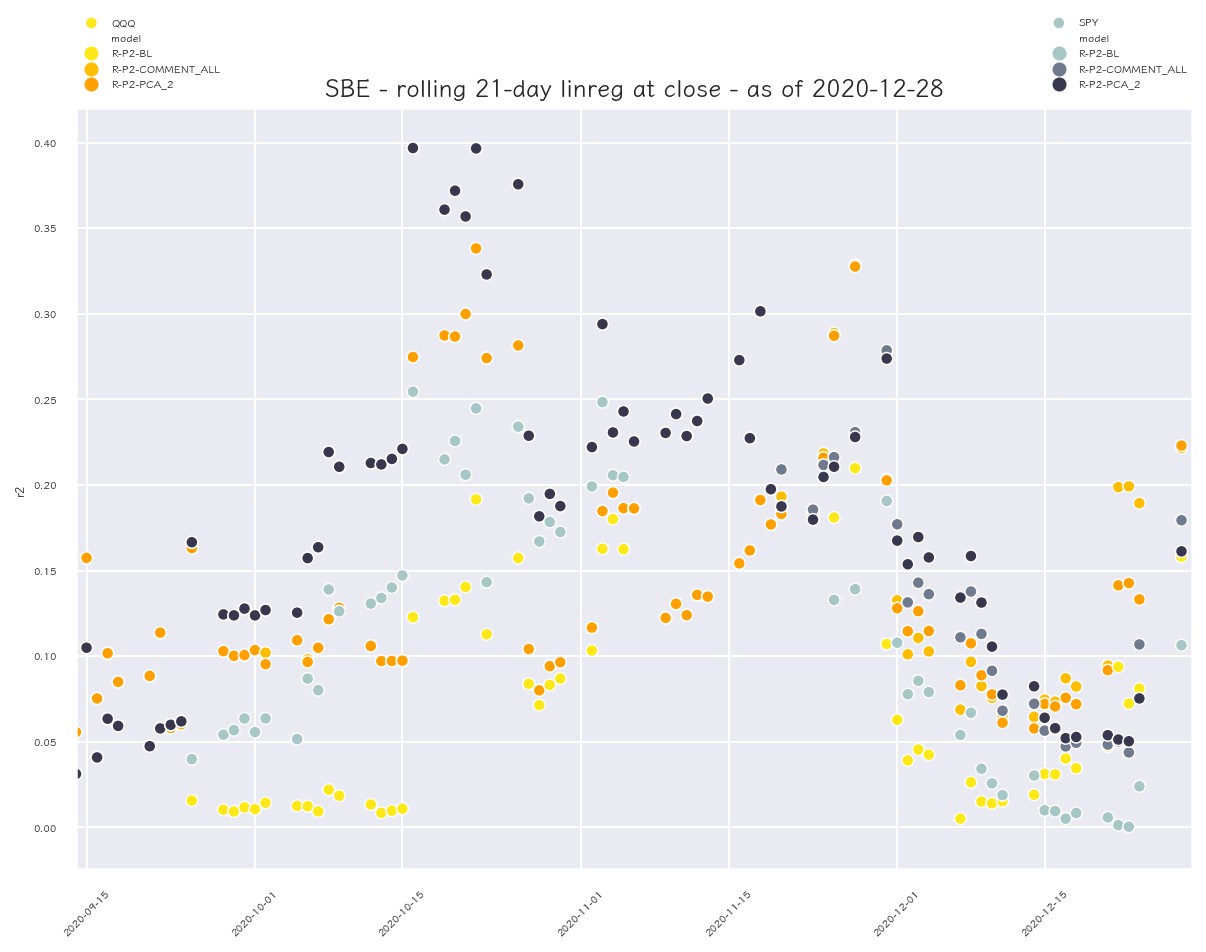 QQQ
model
R-P2-BL
R-P2-COMMENT_ALL
R-P2-PCA_2
SPY
model
R-P2-BL
R-P2-COMMENT_ALL
R-P2-PCA_2
SBE - rolling 21-day linreg at close - as of 2020-12-28
r2
0.40
0.35
0.30
0.25
0.20
0.15
0.10
0.05
0.00
2020-09-15
2020-10-01
2020-10-15
2020-11-01
2020-11-15
2020-12-01
2020-12-15